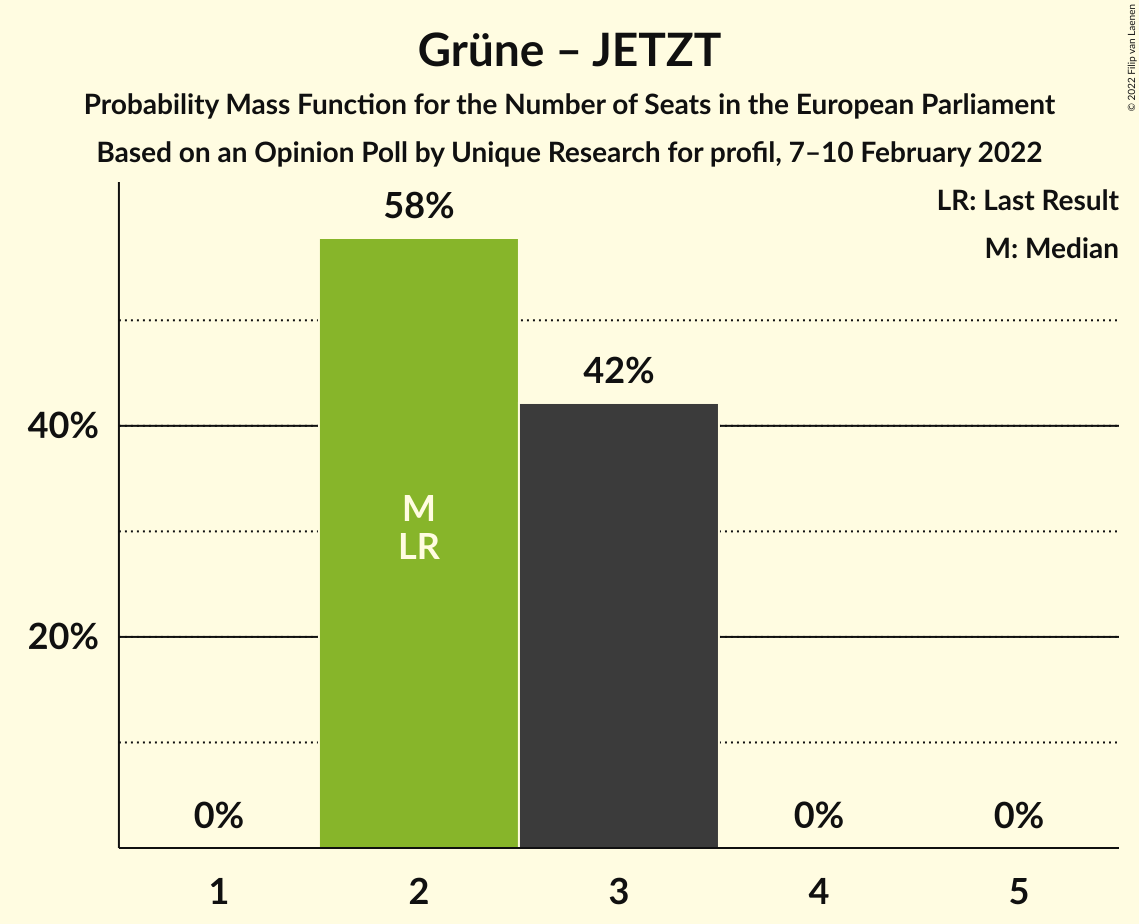 Grüne – JETZT
Probability Mass Function for the Number of Seats in the European Parliament
Based on an Opinion Poll by Unique Research for profil, 7–10 February 2022
© 2022 Filip van Laenen
LR: Last Result
M: Median
58%
42%
40%
20%
M
LR
0%
0%
0%
1
2
3
4
5